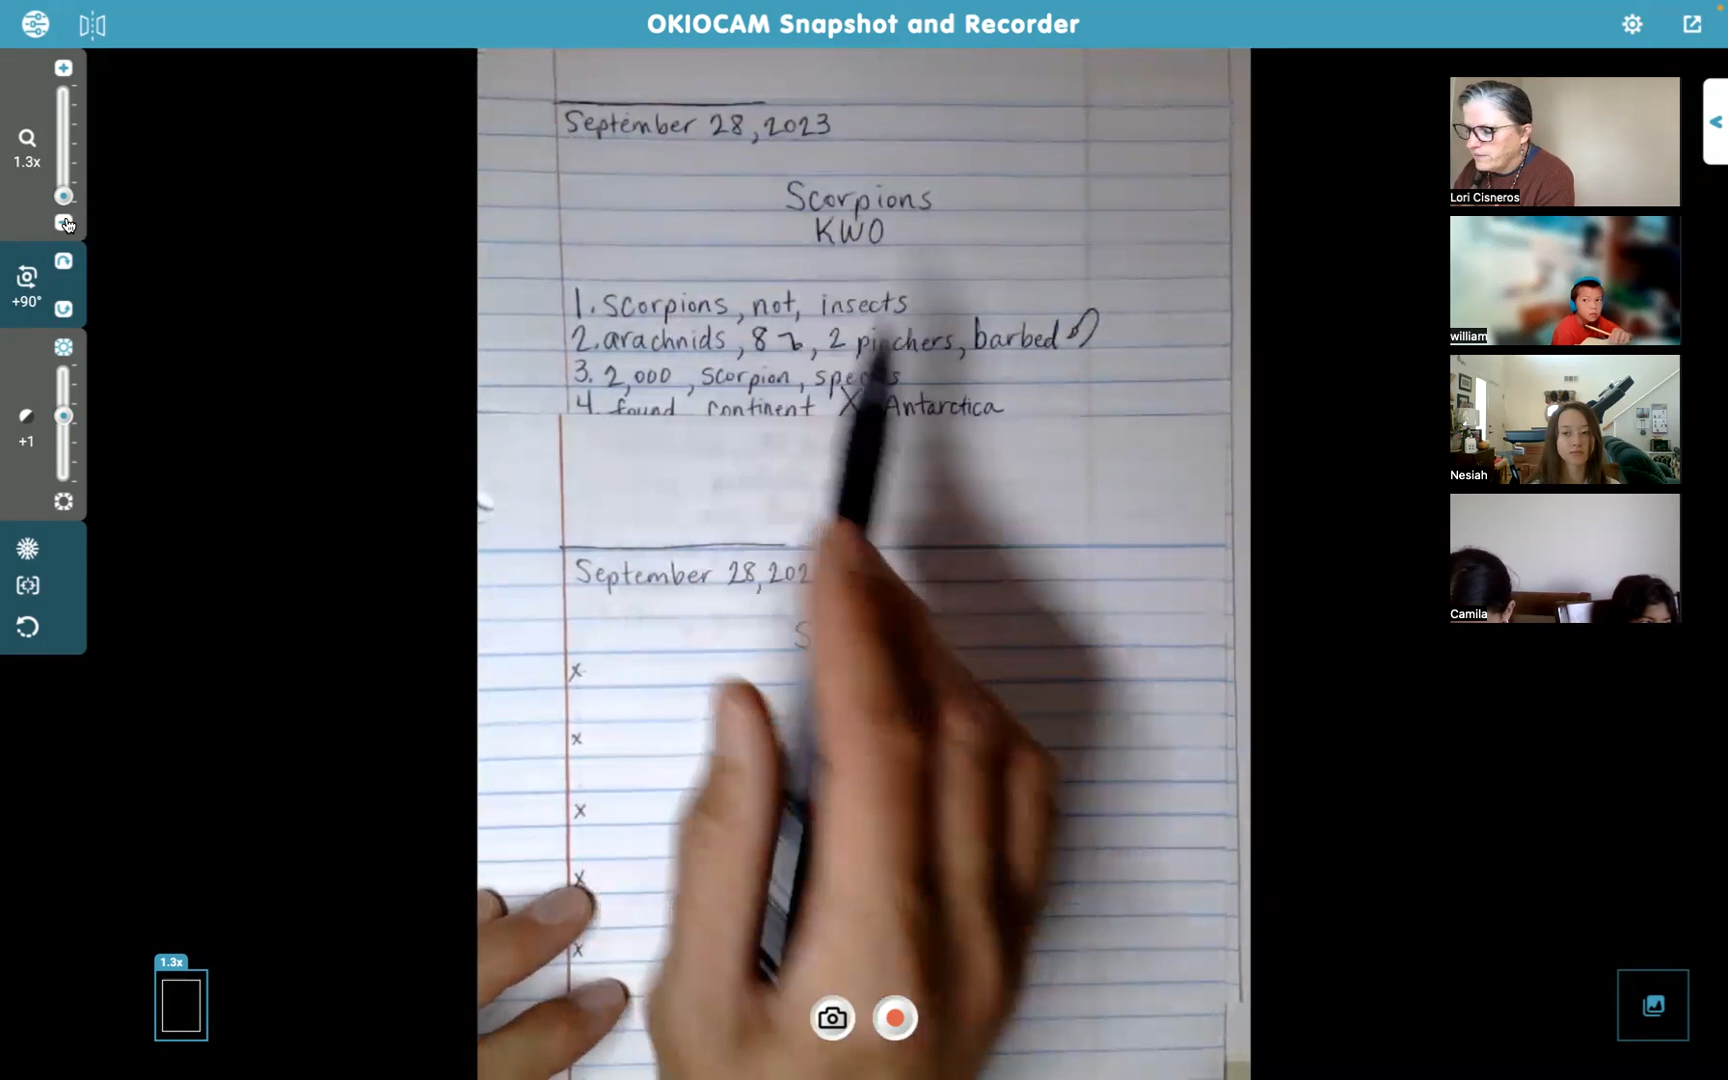 OKIOCAM Snapshot and Recorder
1.3x
+90°
+1
September 28, 2023
Scorpions
KWO
1. scorpions, not, insects
2. arachnids, 8, 2 pinchers, barbed
3. 2,000, scorpion,
4. found continent X Antarctica
September 28, 202
S
x
x
x
x
x
1.3x
Lori Cisneros
william
Nesiah
Camila